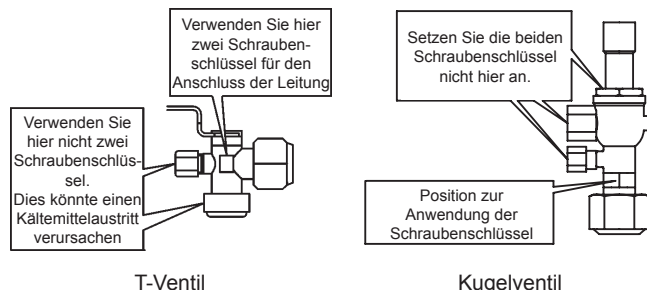 Verwenden Sie hier
zwei Schrauben-
schlüssel für den
Anschluss der Leitung
Verwenden Sie
hier nicht zwei
Schraubenschlüs-
sel.
Dies könnte einen
Kältemittelaustritt
verursachen
T-Ventil
Setzen Sie die beiden
Schraubenschlüssel
nicht hier an.
Position zur
Anwendung der
Schraubenschlüssel
Kugelventil